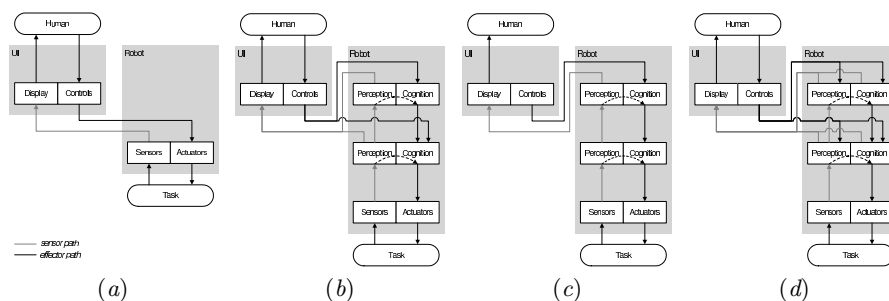 Human
UI
Robot
Display Controls
Sensors Actuators
Task
sensor path
effector path
(a)
Human
UI
Robot
Display Controls
Perception Cognition
Perception Cognition
Sensors Actuators
Task
(b)
Human
UI
Robot
Display Controls
Perception Cognition
Perception Cognition
Sensors Actuators
Task
(c)
Human
UI
Robot
Display Controls
Perception Cognition
Perception Cognition
Sensors Actuators
Task
(d)